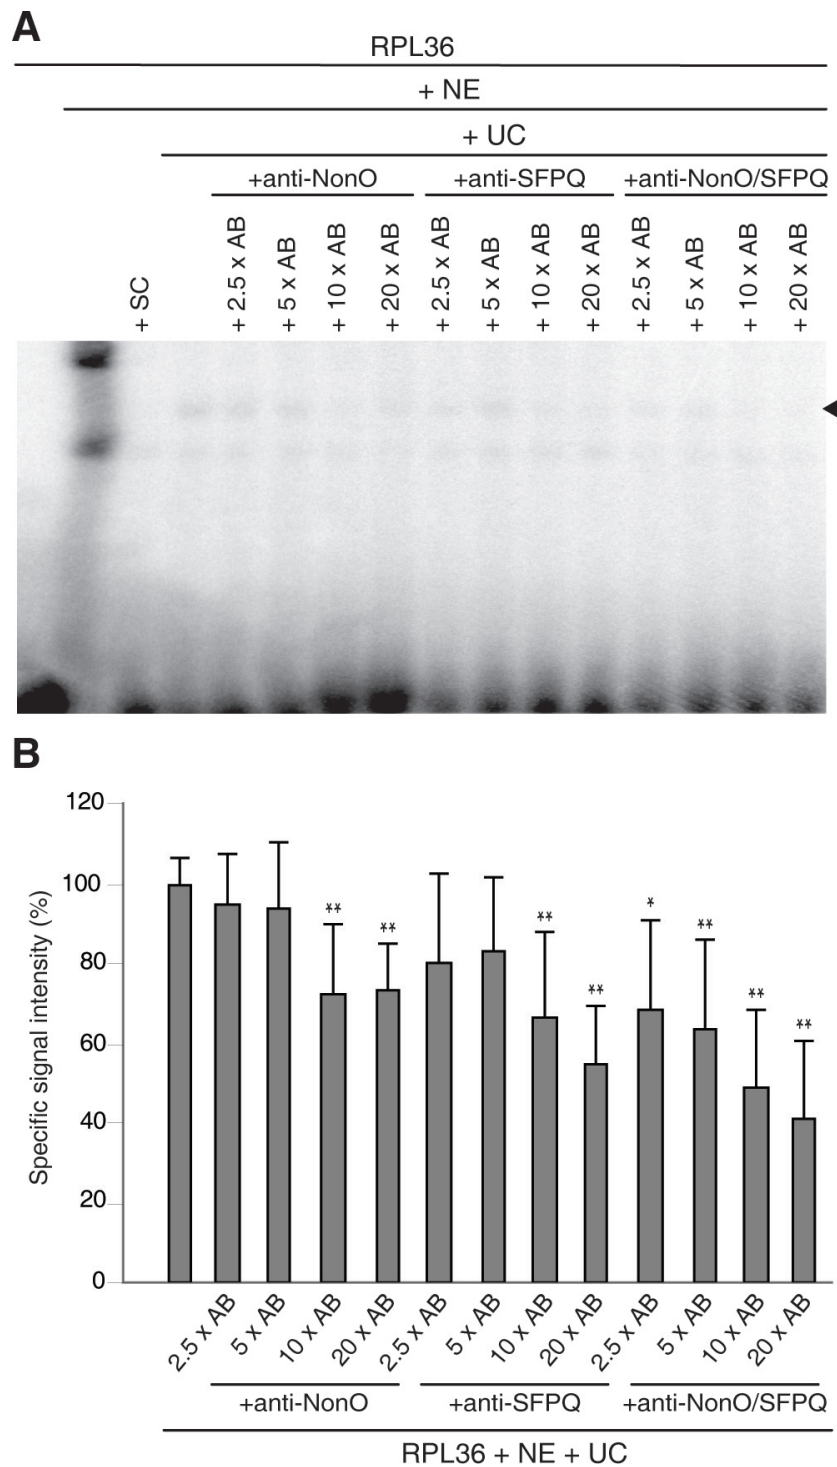 A
RPL36
+ NE
+ UC
+anti-NonO +anti-SFPQ +anti-NonO/SFPQ
+ SC + 2.5 x AB + 5 x AB + 10 x AB + 20 x AB + 2.5 x AB + 5 x AB + 10 x AB + 20 x AB + 2.5 x AB + 5 x AB + 10 x AB + 20 x AB
B
Specific signal intensity (%)
120
100
80
60
40
20
0
** ** ** ** * ** ** **
2.5 x AB 5 x AB 10 x AB 20 x AB 2.5 x AB 5 x AB 10 x AB 20 x AB 2.5 x AB 5 x AB 10 x AB 20 x AB
+anti-NonO +anti-SFPQ +anti-NonO/SFPQ
RPL36 + NE + UC